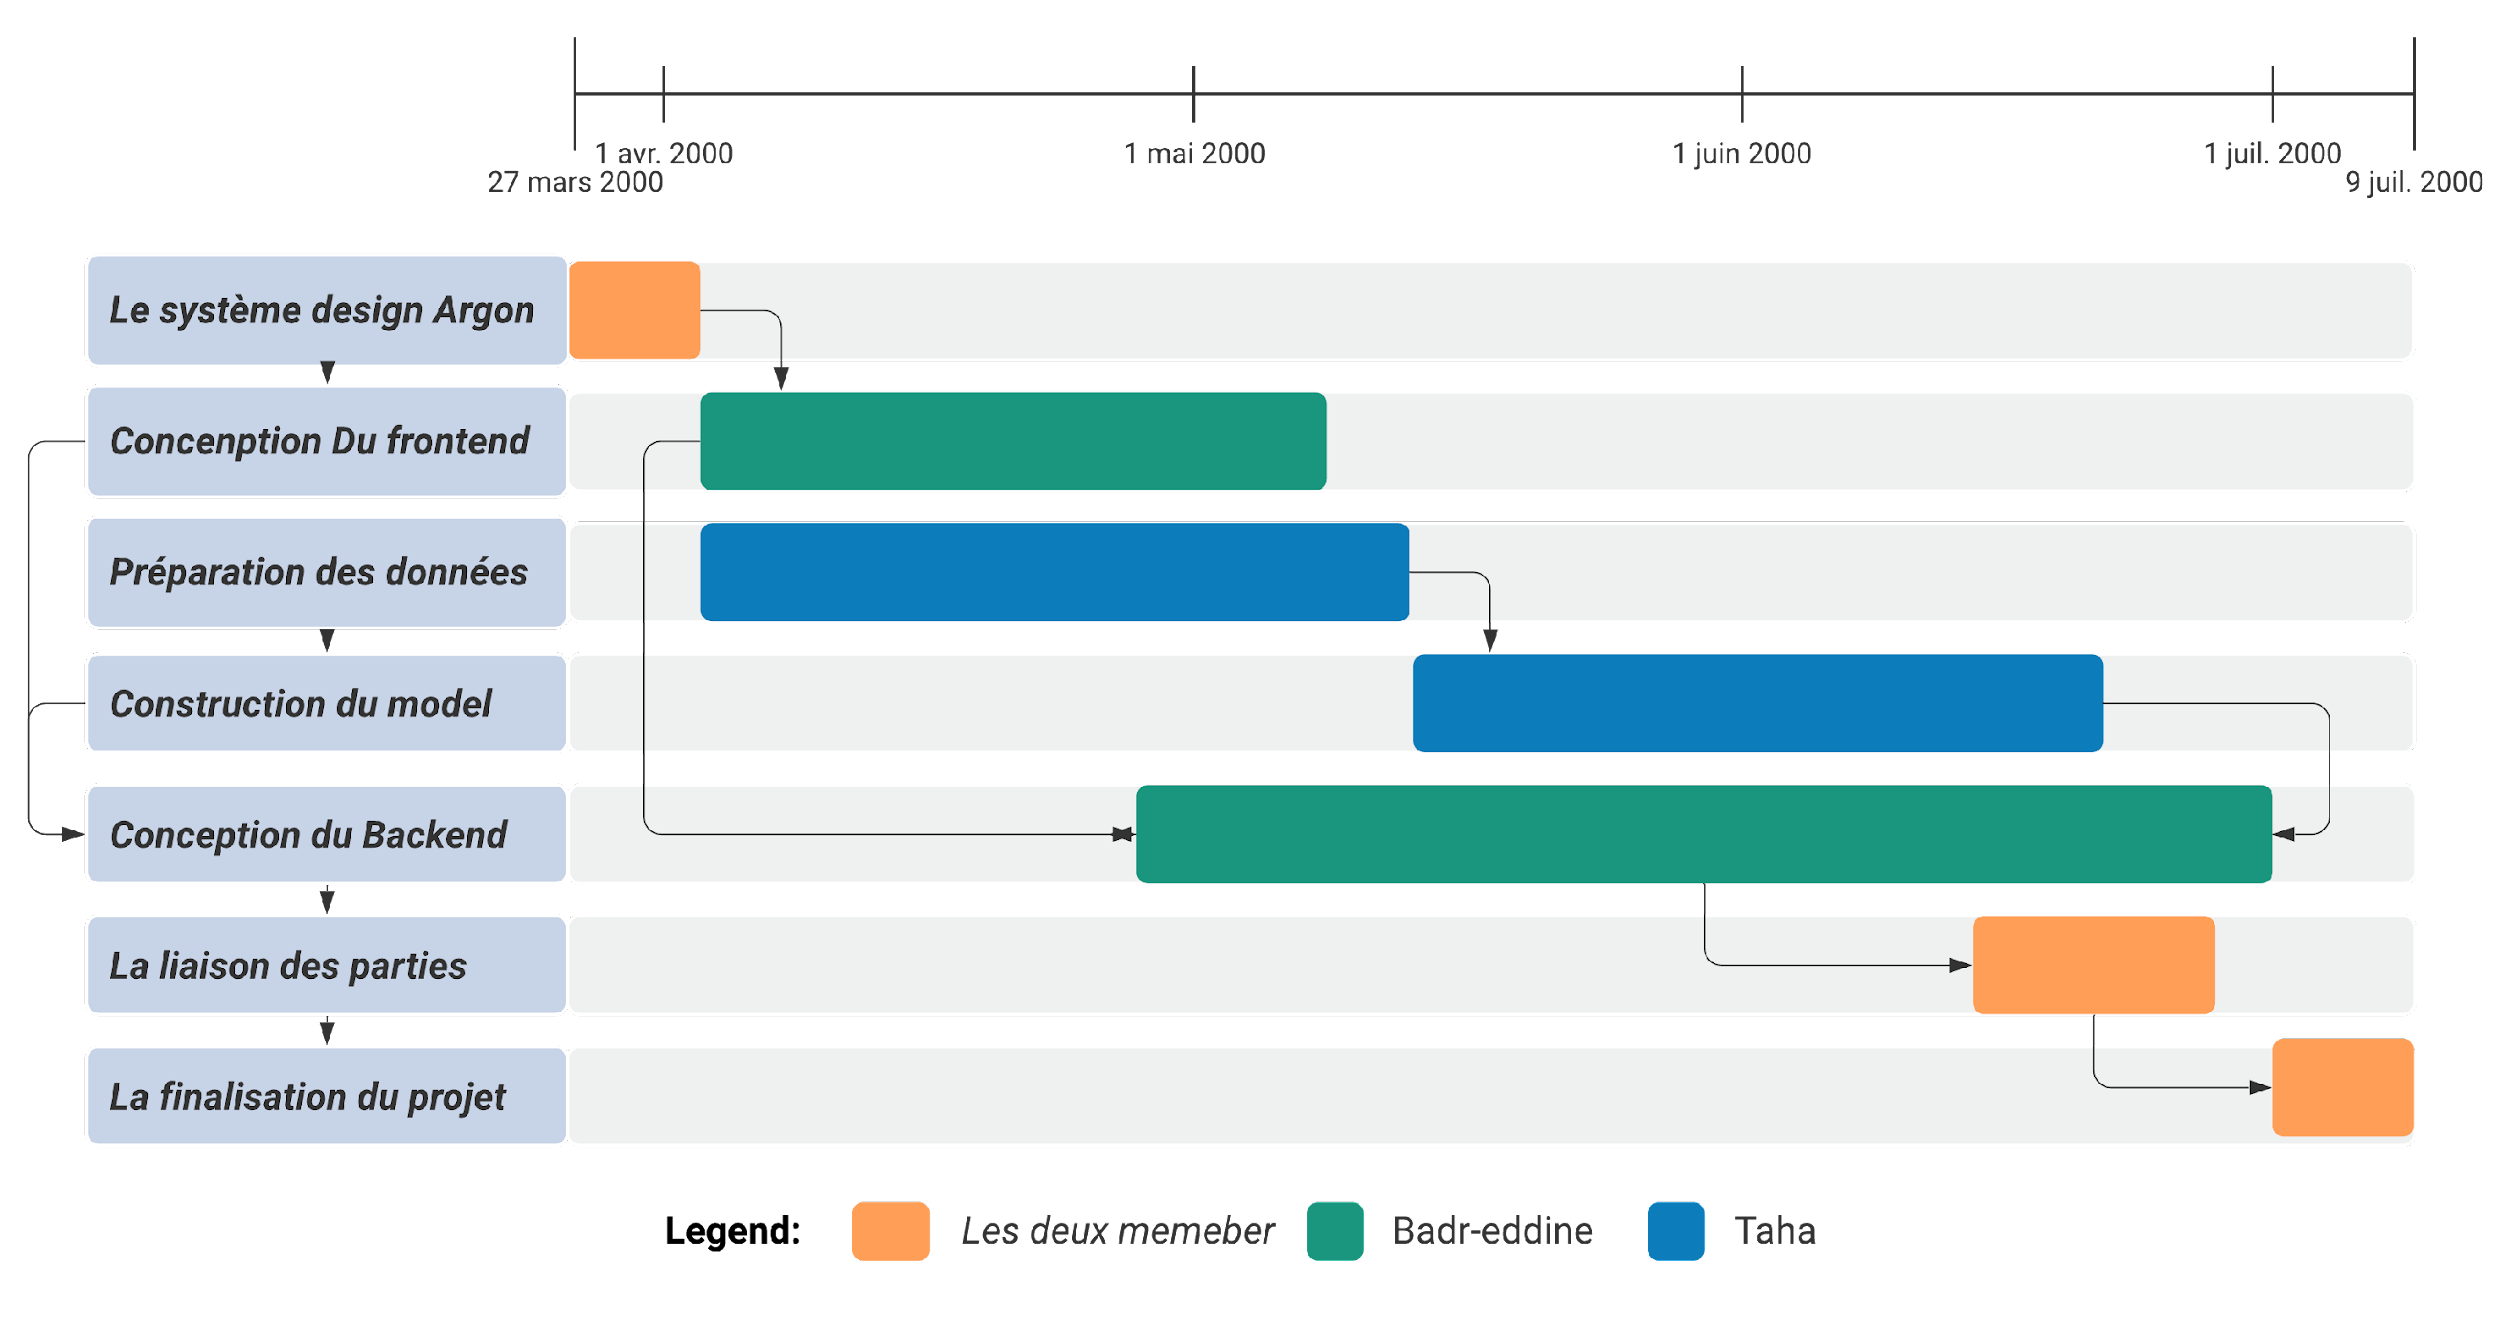 1 avr. 2000
1 mai 2000
1 juin 2000
1 juil. 2000
27 mars 2000
9 juil. 2000
Le système design Argon
Concenption Du frontend
Préparation des données
Construction du model
Conception du Backend
La liaison des parties
La finalisation du projet
Legend: Les deux memeber Badr-eddine Taha